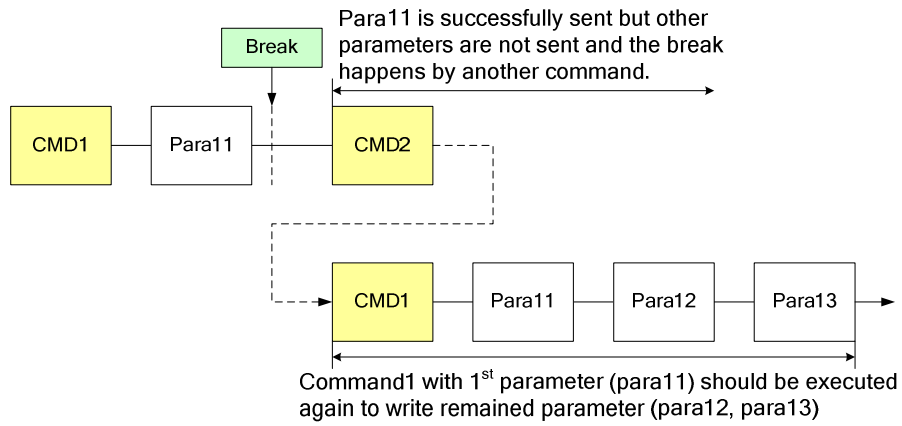 Para11 is successfully sent but other
parameters are not sent and the break
happens by another command.
Break
CMD1
Para11
CMD2
CMD1
Para11
Para12
Para13
Command1 with 1st parameter (para11) should be executed
again to write remained parameter (para12, para13)